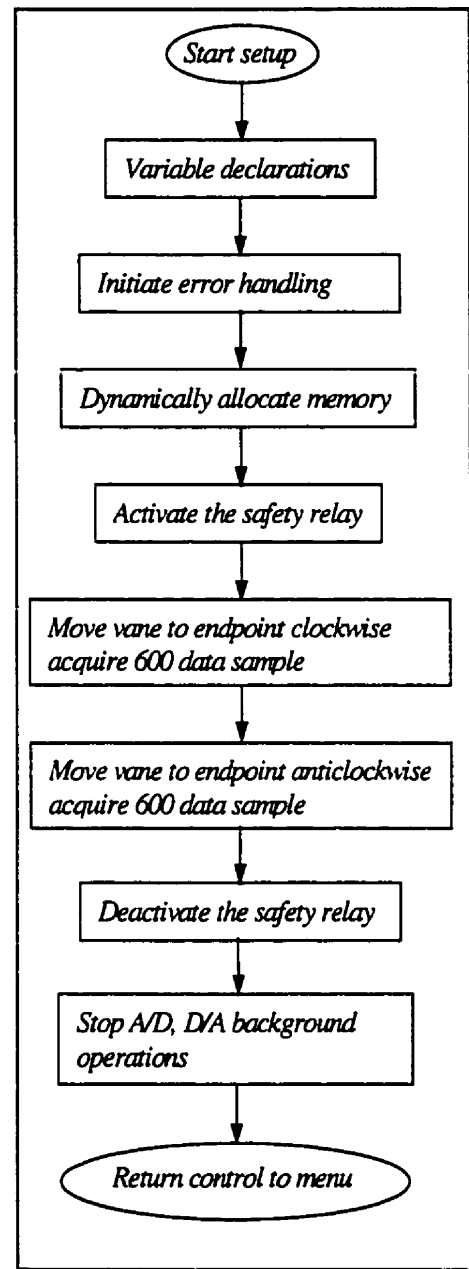 Start setup
Variable declarations
Initiate error handling
Dynamically allocate memory
Activate the safety relay
Move vane to endpoint clockwise
acquire 600 data sample
Move vane to endpoint anticlockwise
acquire 600 data sample
Deactivate the safety relay
Stop A/D, D/A background
operations
Return control to menu